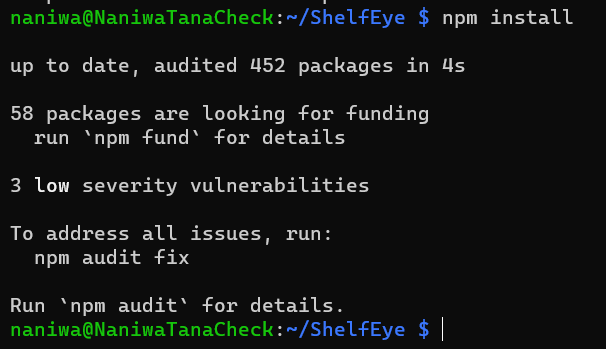 naniwa@NaniwaTanaCheck:~/ShelfEye $ npm install
up to date, audited 452 packages in 4s
58 packages are looking for funding
  run `npm fund` for details
3 low severity vulnerabilities
To address all issues, run:
  npm audit fix
Run `npm audit` for details.
naniwa@NaniwaTanaCheck:~/ShelfEye $